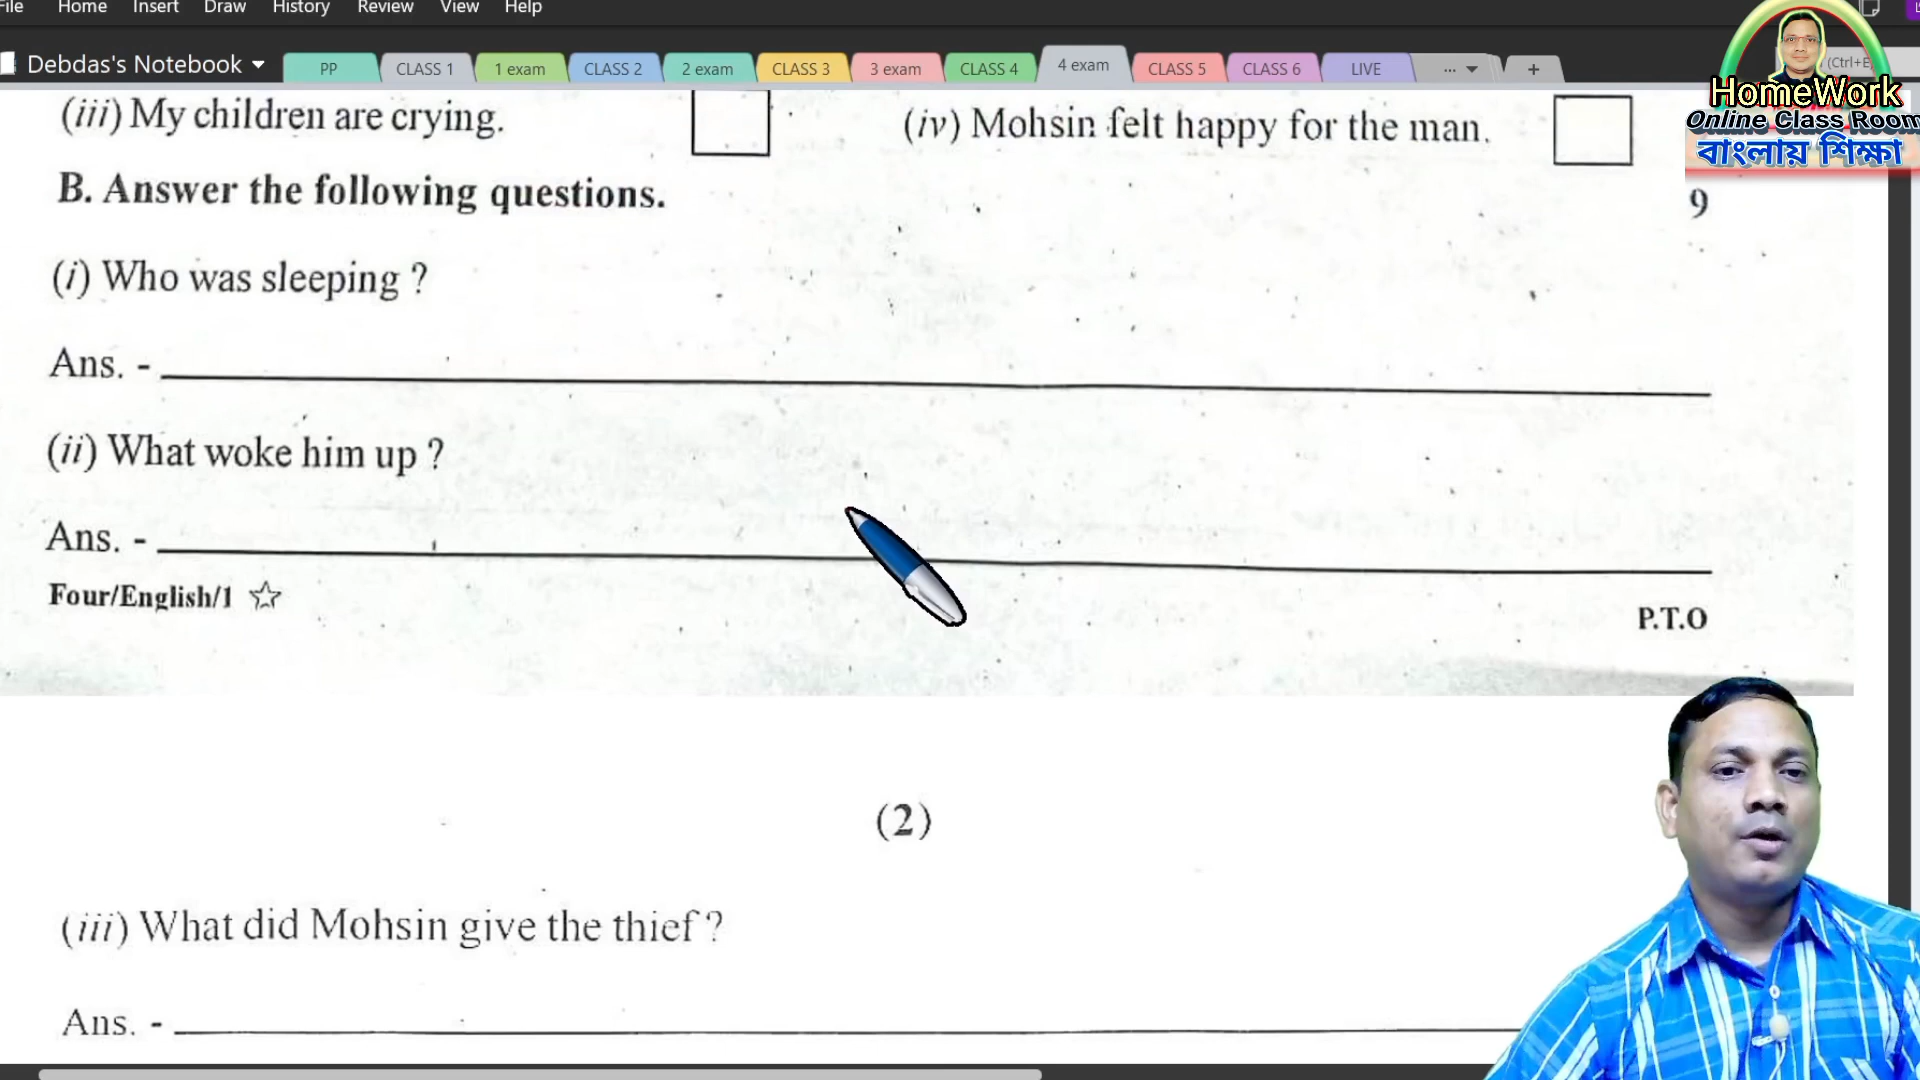 File Home Insert Draw History Review View Help
Debdas's Notebook PP CLASS 1 1 exam CLASS 2 2 exam CLASS 3 3 exam CLASS 4 4 exam CLASS 5 CLASS 6 LIVE ... + (Ctrl+E)
HomeWork
Online Class Room
বাংলায় শিক্ষা
(iii) My children are crying. (iv) Mohsin felt happy for the man.
B. Answer the following questions. 9
(i) Who was sleeping ?
Ans. -
(ii) What woke him up ?
Ans. -
Four/English/1 ☆ P.T.O
(2)
(iii) What did Mohsin give the thief ?
Ans. -